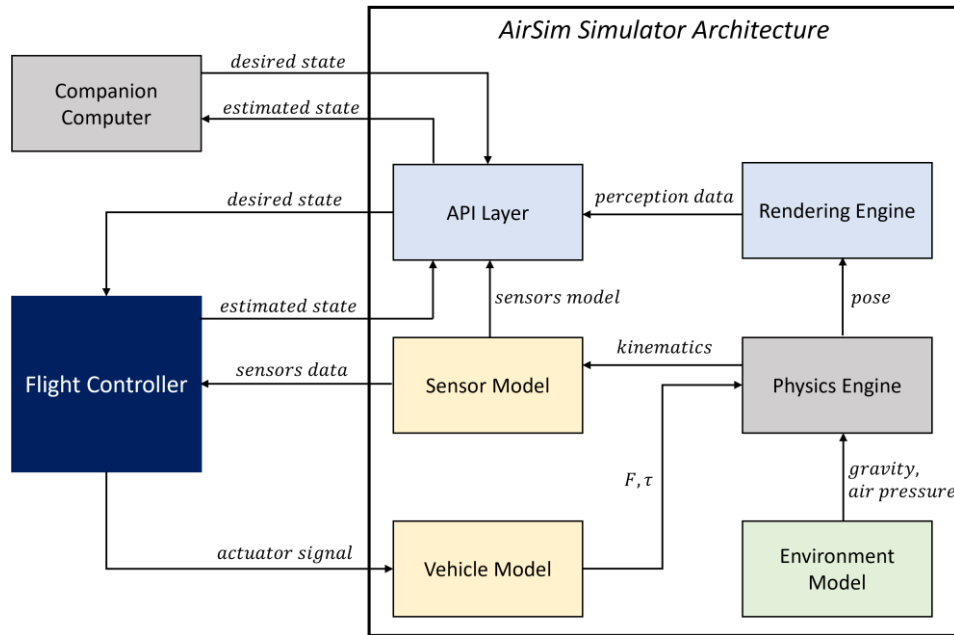 AirSim Simulator Architecture
desired state
Companion
Computer
estimated state
desired state
API Layer
perception data
Rendering Engine
estimated state
sensors model
pose
kinematics
Flight Controller
sensors data
Sensor Model
Physics Engine
F, τ
gravity,
air pressure
actuator signal
Vehicle Model
Environment
Model